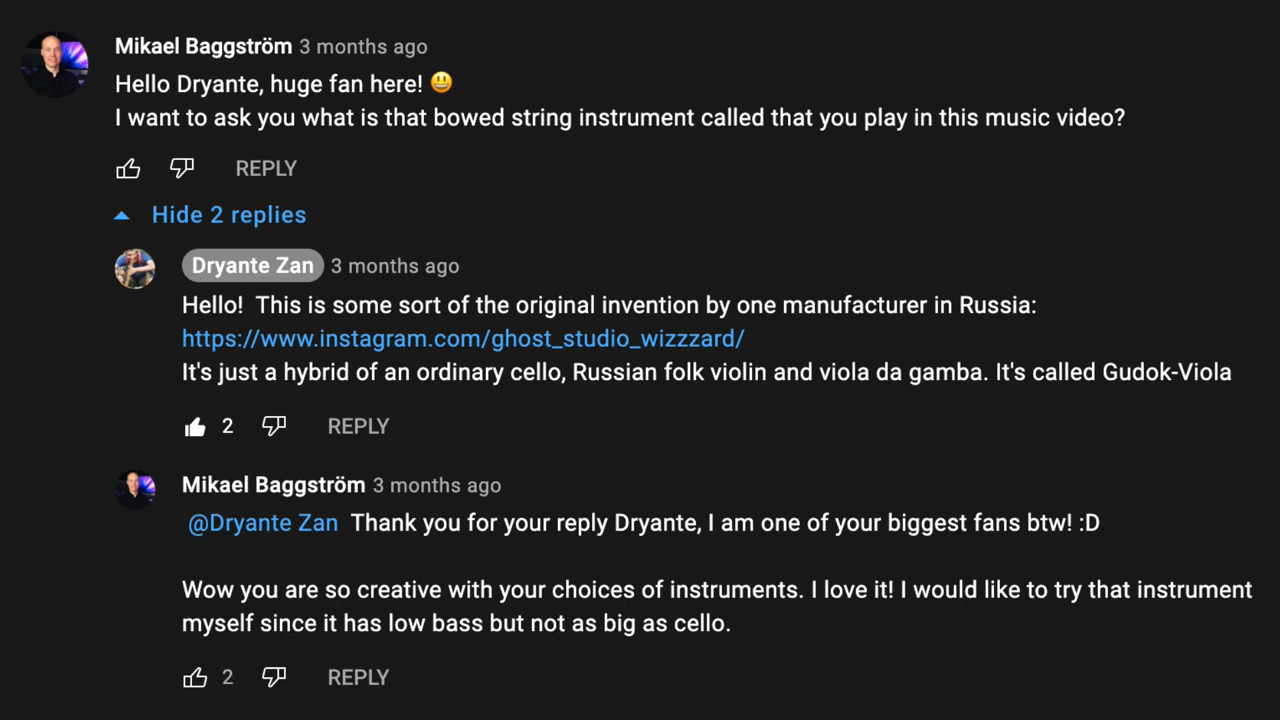 Mikael Baggström 3 months ago
Hello Dryante, huge fan here! 😃
I want to ask you what is that bowed string instrument called that you play in this music video?
REPLY
Hide 2 replies
Dryante Zan 3 months ago
Hello!  This is some sort of the original invention by one manufacturer in Russia:
https://www.instagram.com/ghost_studio_wizzzard/
It's just a hybrid of an ordinary cello, Russian folk violin and viola da gamba. It's called Gudok-Viola
2 REPLY
Mikael Baggström 3 months ago
@Dryante Zan  Thank you for your reply Dryante, I am one of your biggest fans btw! :D
Wow you are so creative with your choices of instruments. I love it! I would like to try that instrument
myself since it has low bass but not as big as cello.
2 REPLY